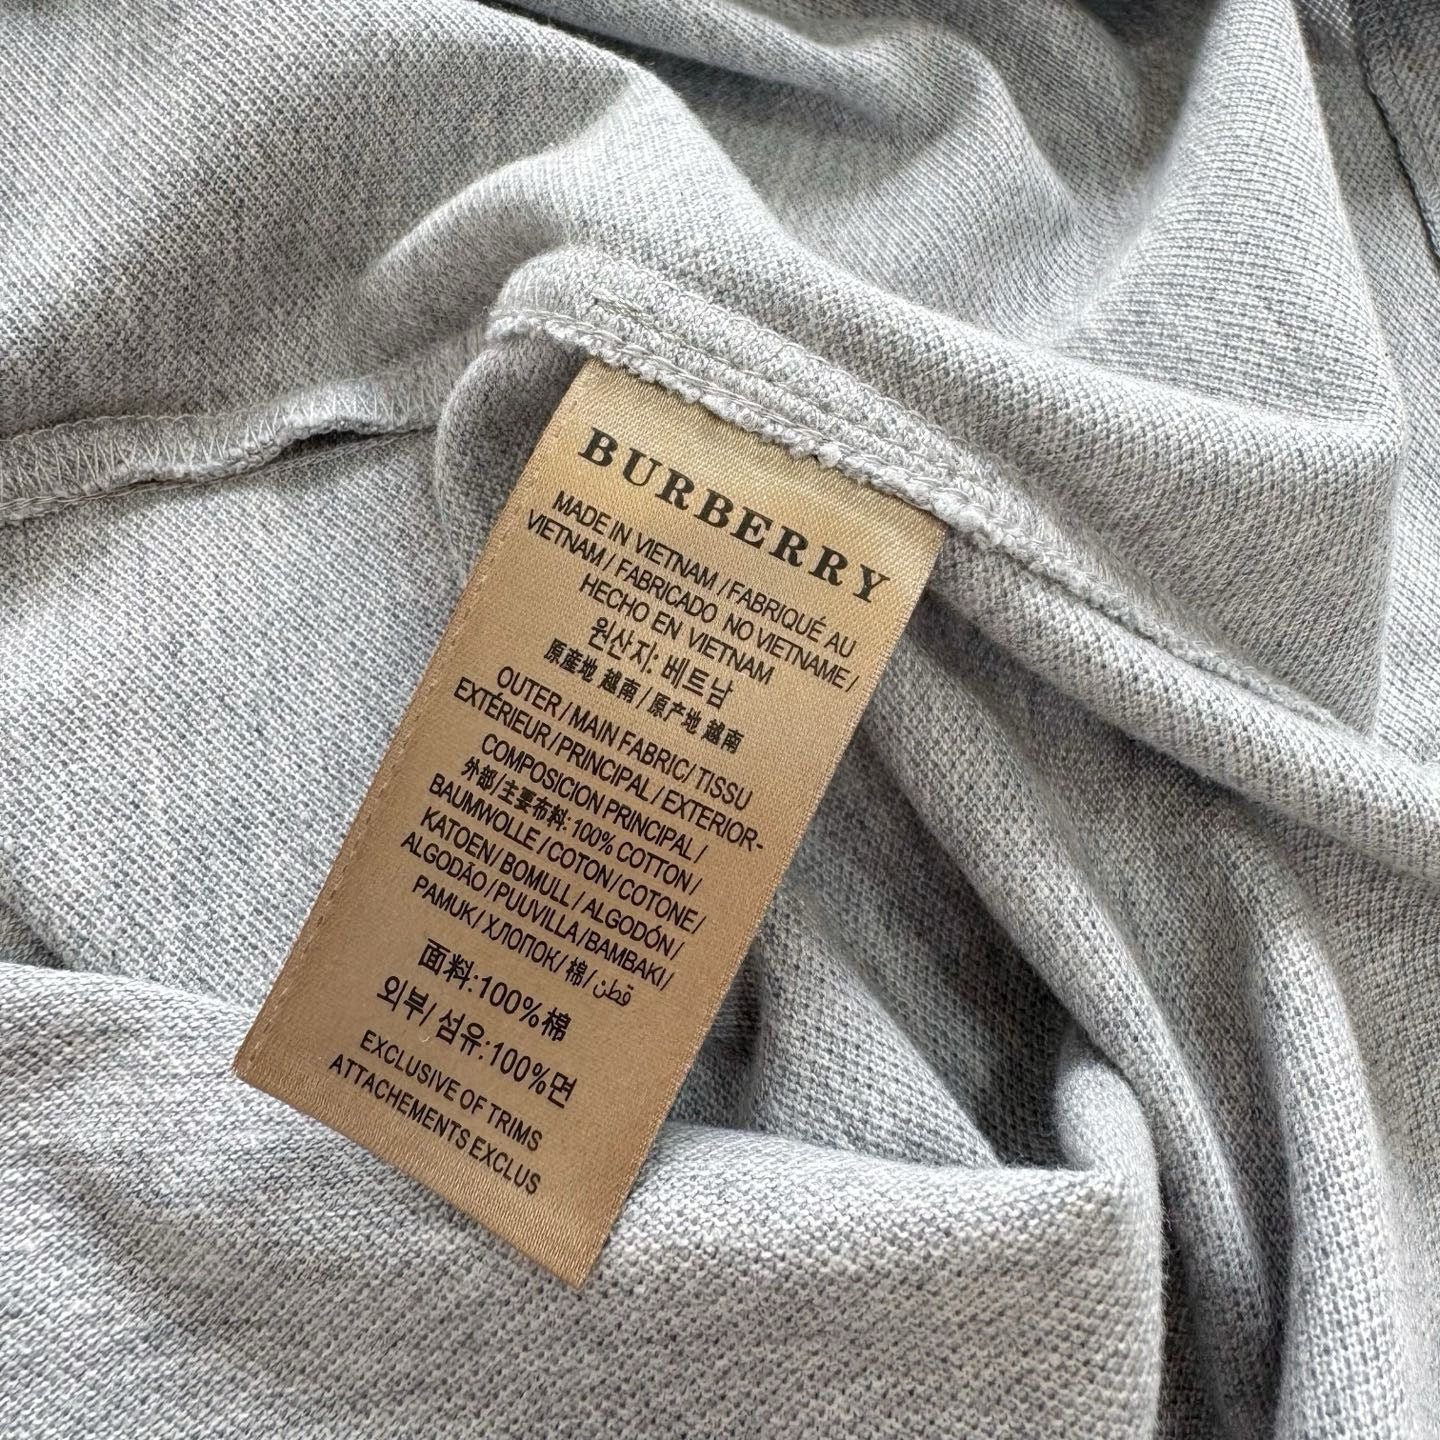 BURBERRY
MADE IN VIETNAM / FABRIQUÉ AU
VIETNAM / FABRICADO NO VIETNAME /
HECHO EN VIETNAM
원산지: 베트남
原産地 越南 / 原产地 越南
OUTER / MAIN FABRIC / TISSU
EXTÉRIEUR / PRINCIPAL / EXTERIOR-
COMPOSICION PRINCIPAL /
外部/主要布料:100% COTTON /
BAUMWOLLE / COTON / COTONE /
KATOEN / BOMULL / ALGODÓN /
ALGODÃO / PUUVILLA / BAMBAKI /
PAMUK / ХЛОПОК / 棉 / قطن
面料:100%棉
외부/ 섬유:100%면
EXCLUSIVE OF TRIMS
ATTACHEMENTS EXCLUS